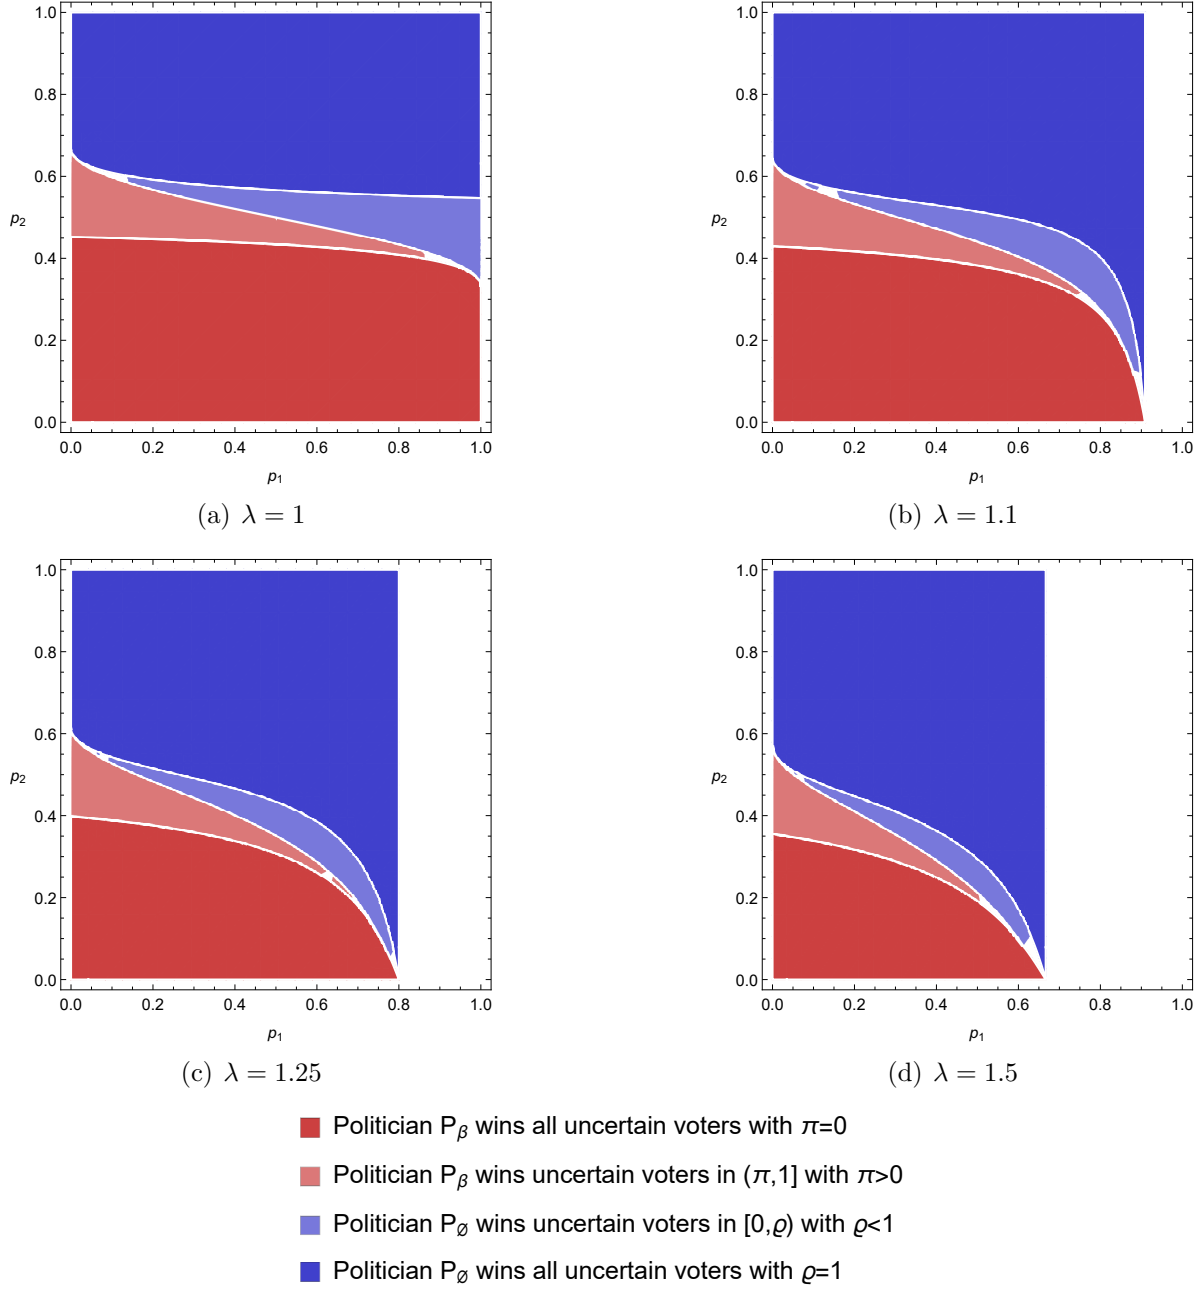 1.0
0.8
0.6
p2
0.4
0.2
0.0
0.0 0.2 0.4 0.6 0.8 1.0
p1
(a) λ = 1
1.0
0.8
0.6
p2
0.4
0.2
0.0
0.0 0.2 0.4 0.6 0.8 1.0
p1
(b) λ = 1.1
1.0
0.8
0.6
p2
0.4
0.2
0.0
0.0 0.2 0.4 0.6 0.8 1.0
p1
(c) λ = 1.25
1.0
0.8
0.6
p2
0.4
0.2
0.0
0.0 0.2 0.4 0.6 0.8 1.0
p1
(d) λ = 1.5
Politician Pβ wins all uncertain voters with π=0
Politician Pβ wins uncertain voters in (π,1] with π>0
Politician P∅ wins uncertain voters in [0,ϱ) with ϱ<1
Politician P∅ wins all uncertain voters with ϱ=1